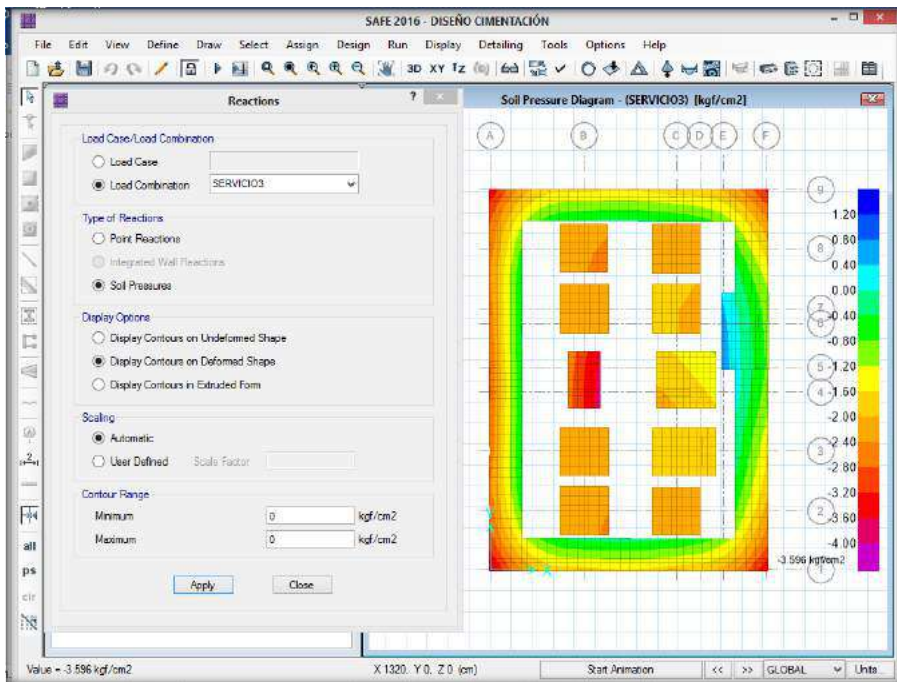 SAFE 2016 - DISEÑO CIMENTACIÓN
File Edit View Define Draw Select Assign Design Run Display Detailing Tools Options Help
3D XY
Reactions
?
Soil Pressure Diagram - (SERVICIO3) [kgf/cm2]
Load Case/Load Combination
Load Case
Load Combination SERVICIO3
Type of Reactions
Point Reactions
Integrated Wall Reactions
Soil Pressures
Display Options
Display Contours on Undeformed Shape
Display Contours on Deformed Shape
Display Contours in Extruded Form
Scaling
Automatic
User Defined Scale Factor
Contour Range
Minimum 0 kgf/cm2
Maximum 0 kgf/cm2
Apply Close
all
ps
clr
A B C D E F
9
1.20
8 0.80
0.40
0.00
7
6 -0.40
-0.80
5 -1.20
4 -1.60
-2.00
3 -2.40
-2.80
-3.20
2 -3.60
-4.00
-3.596 kgf/cm2
1
Value = -3.596 kgf/cm2 X 1320, Y 0, Z 0 (cm) Start Animation << >> GLOBAL Units...